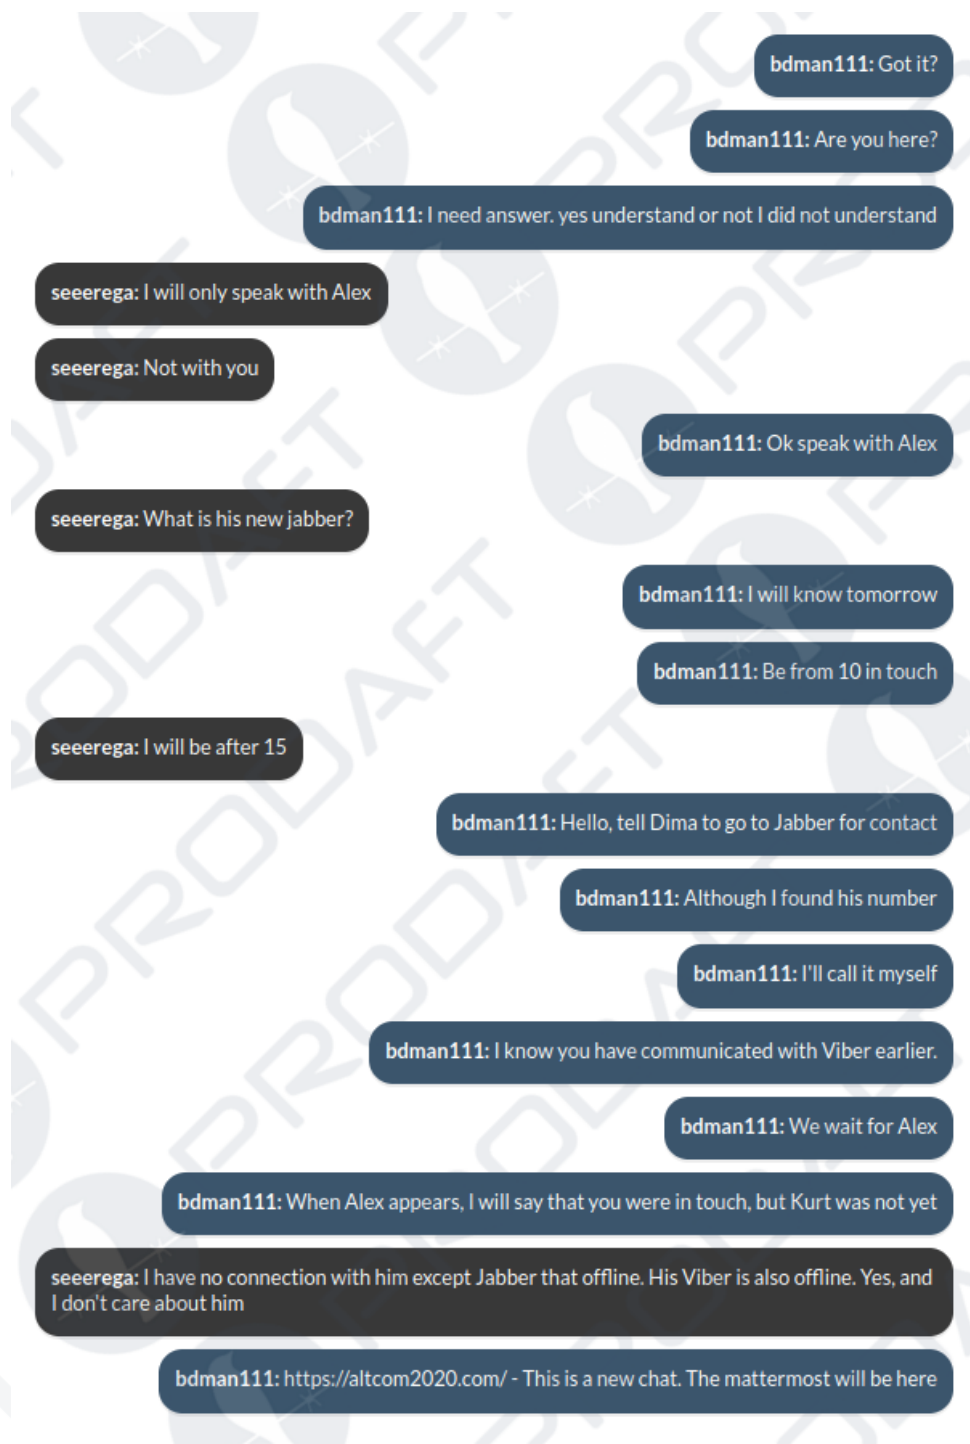 bdman111: Got it?
bdman111: Are you here?
bdman111: I need answer. yes understand or not I did not understand
seeerega: I will only speak with Alex
seeerega: Not with you
bdman111: Ok speak with Alex
seeerega: What is his new jabber?
bdman111: I will know tomorrow
bdman111: Be from 10 in touch
seeerega: I will be after 15
bdman111: Hello, tell Dima to go to Jabber for contact
bdman111: Although I found his number
bdman111: I'll call it myself
bdman111: I know you have communicated with Viber earlier.
bdman111: We wait for Alex
bdman111: When Alex appears, I will say that you were in touch, but Kurt was not yet
seeerega: I have no connection with him except Jabber that offline. His Viber is also offline. Yes, and
I don't care about him
bdman111: https://altcom2020.com/ - This is a new chat. The mattermost will be here
PRODAFT